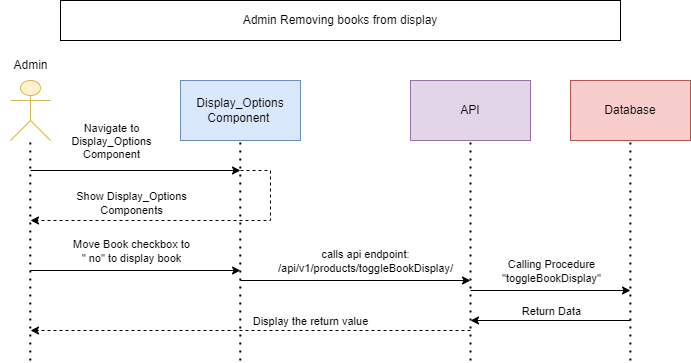 Admin Removing books from display
Admin
Display_Options
Component
API
Database
Navigate to
Display_Options
Component
Show Display_Options
Components
Move Book checkbox to
" no" to display book
calls api endpoint:
/api/v1/products/toggleBookDisplay/
Calling Procedure
"toggleBookDisplay"
Return Data
Display the return value